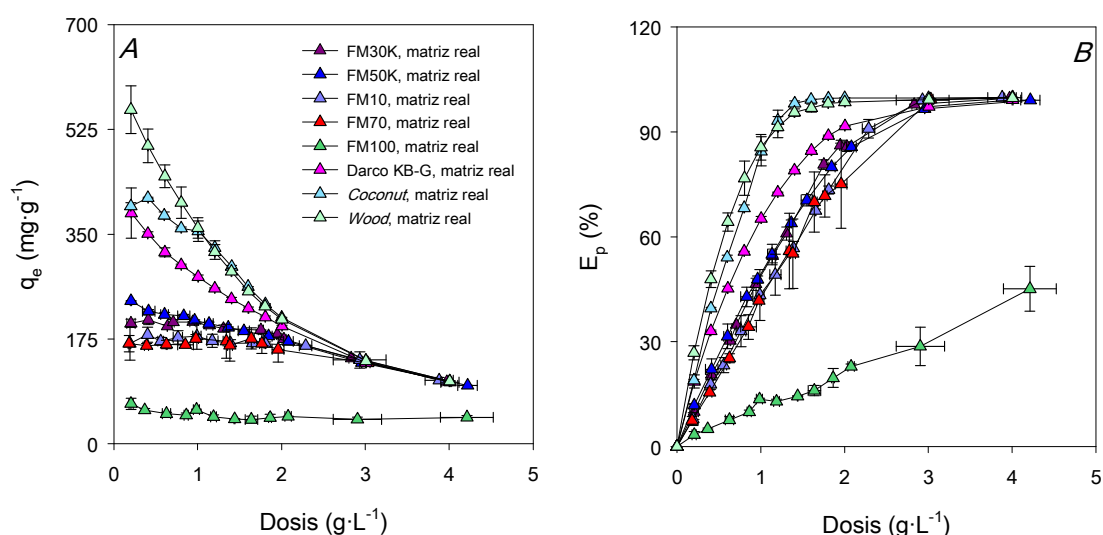 A
B
700
525
350
175
0
q_e (mg·g⁻¹)
FM30K, matriz real
FM50K, matriz real
FM10, matriz real
FM70, matriz real
FM100, matriz real
Darco KB-G, matriz real
Coconut, matriz real
Wood, matriz real
0 1 2 3 4 5
Dosis (g·L⁻¹)
120
90
60
30
0
E_p (%)
0 1 2 3 4 5
Dosis (g·L⁻¹)